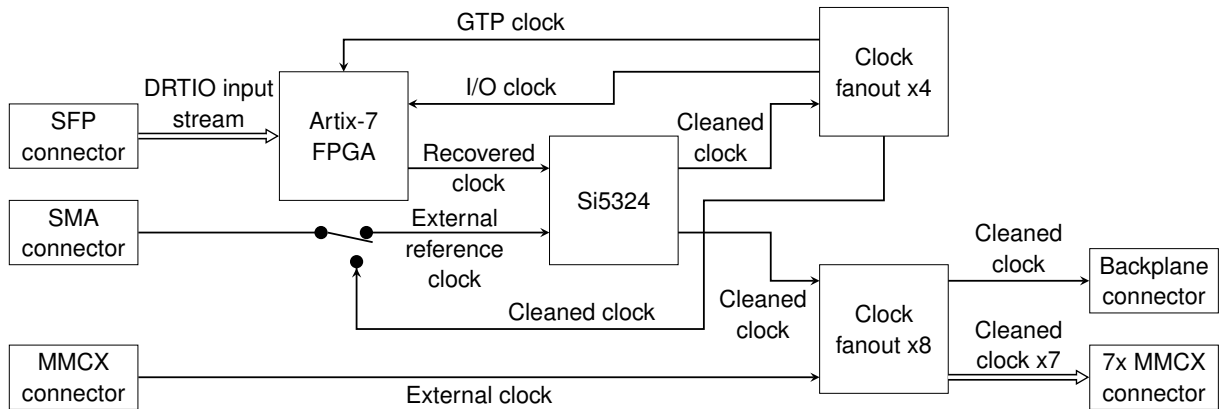 GTP clock
Clock
fanout x4
DRTIO input
stream
I/O clock
SFP
connector
Artix-7
FPGA
Cleaned
clock
Recovered
clock
Si5324
SMA
connector
External
reference
clock
Cleaned
clock
Backplane
connector
Cleaned clock
Cleaned
clock
Clock
fanout x8
MMCX
connector
External clock
Cleaned
clock x7
7x MMCX
connector